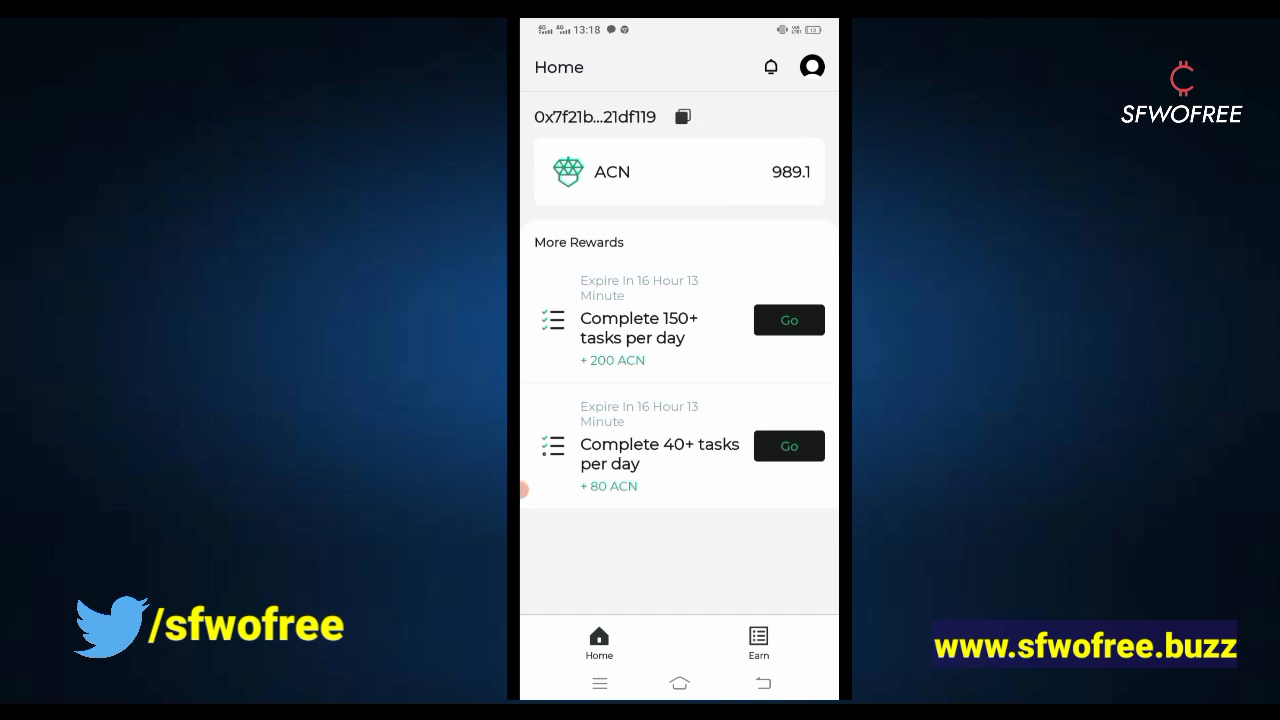 4G 4G 13:18
Home
0x7f21b...21df119
ACN 989.1
More Rewards
Expire In 16 Hour 13
Minute
Complete 150+
tasks per day
+ 200 ACN
Go
Expire In 16 Hour 13
Minute
Complete 40+ tasks
per day
+ 80 ACN
Go
Home
Earn
SFWOFREE
/sfwofree
www.sfwofree.buzz